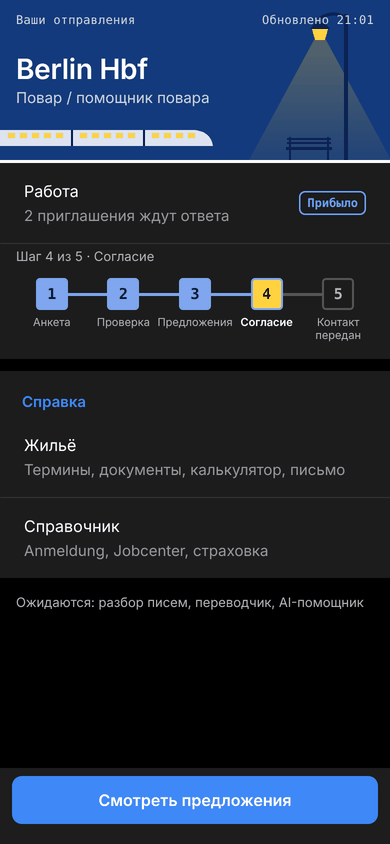 Ваши отправления
Обновлено 21:01
Berlin Hbf
Повар / помощник повара
Работа
2 приглашения ждут ответа
Прибыло
Шаг 4 из 5 · Согласие
1 2 3 4 5
Анкета Проверка Предложения Согласие Контакт
передан
Справка
Жильё
Термины, документы, калькулятор, письмо
Справочник
Anmeldung, Jobcenter, страховка
Ожидаются: разбор писем, переводчик, AI-помощник
Смотреть предложения